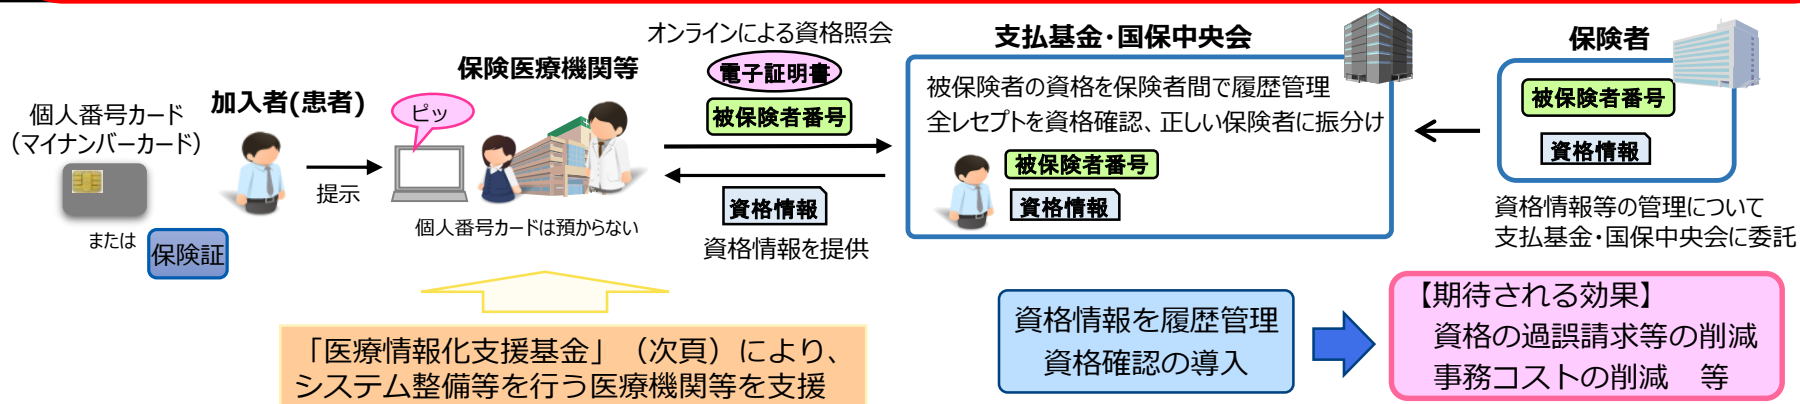 個人番号カード
（マイナンバーカード）
または
保険証
加入者(患者)
提示
保険医療機関等
ピッ
個人番号カードは預からない
オンラインによる資格照会
電子証明書
被保険者番号
資格情報
資格情報を提供
支払基金･国保中央会
被保険者の資格を保険者間で履歴管理
全レセプトを資格確認、正しい保険者に振分け
被保険者番号
資格情報
保険者
被保険者番号
資格情報
資格情報等の管理について
支払基金･国保中央会に委託
「医療情報化支援基金」（次頁）により、
システム整備等を行う医療機関等を支援
資格情報を履歴管理
資格確認の導入
【期待される効果】
資格の過誤請求等の削減
事務コストの削減　等